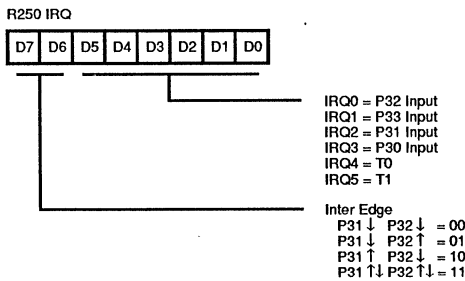 R250 IRQ
D7 D6 D5 D4 D3 D2 D1 D0
IRQ0 = P32 Input
IRQ1 = P33 Input
IRQ2 = P31 Input
IRQ3 = P30 Input
IRQ4 = T0
IRQ5 = T1
Inter Edge
P31 ↓ P32 ↓ = 00
P31 ↓ P32 ↑ = 01
P31 ↑ P32 ↓ = 10
P31 ↑↓ P32 ↑↓ = 11